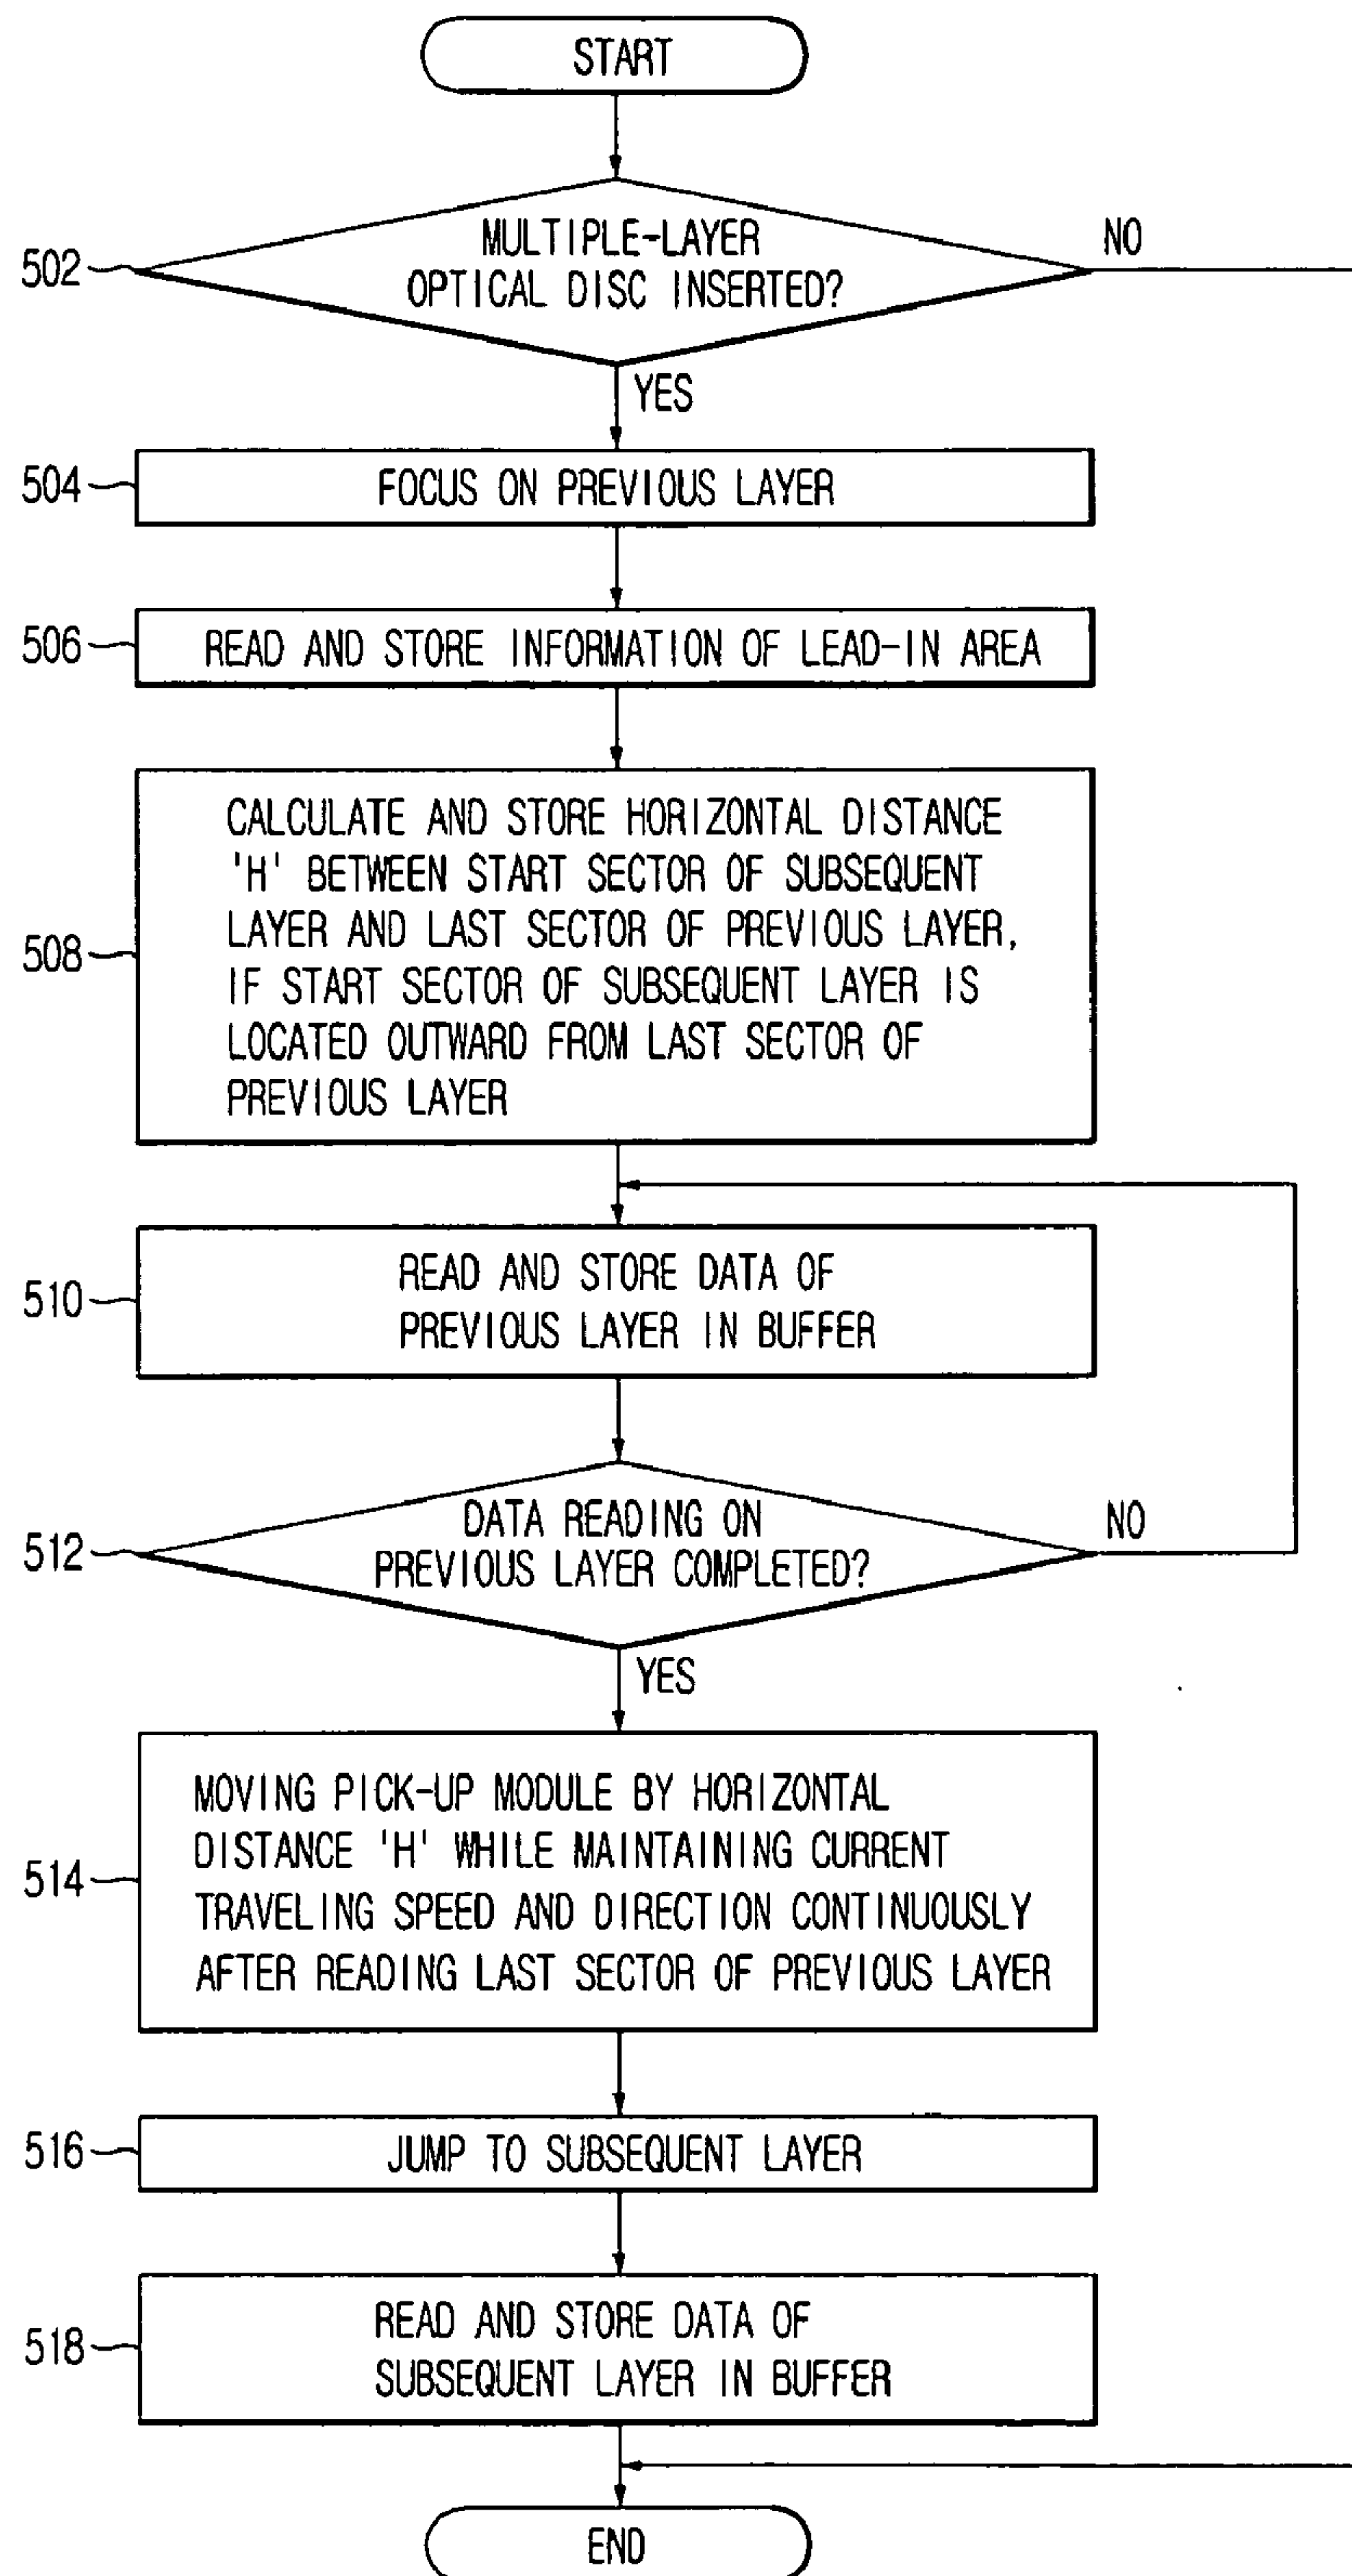 START
502
MULTIPLE-LAYER
OPTICAL DISC INSERTED?
NO
YES
504
FOCUS ON PREVIOUS LAYER
506
READ AND STORE INFORMATION OF LEAD-IN AREA
508
CALCULATE AND STORE HORIZONTAL DISTANCE
'H' BETWEEN START SECTOR OF SUBSEQUENT
LAYER AND LAST SECTOR OF PREVIOUS LAYER,
IF START SECTOR OF SUBSEQUENT LAYER IS
LOCATED OUTWARD FROM LAST SECTOR OF
PREVIOUS LAYER
510
READ AND STORE DATA OF
PREVIOUS LAYER IN BUFFER
512
DATA READING ON
PREVIOUS LAYER COMPLETED?
NO
YES
514
MOVING PICK-UP MODULE BY HORIZONTAL
DISTANCE 'H' WHILE MAINTAINING CURRENT
TRAVELING SPEED AND DIRECTION CONTINUOUSLY
AFTER READING LAST SECTOR OF PREVIOUS LAYER
516
JUMP TO SUBSEQUENT LAYER
518
READ AND STORE DATA OF
SUBSEQUENT LAYER IN BUFFER
END